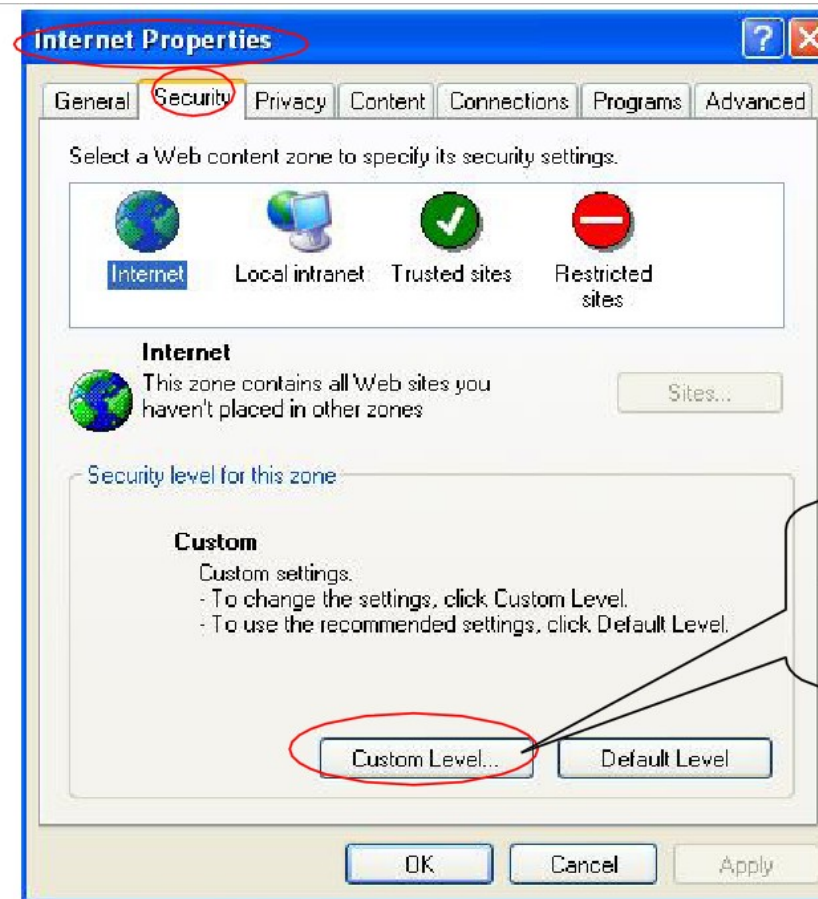 Internet Properties
?
General Security Privacy Content Connections Programs Advanced
Select a Web content zone to specify its security settings.
Internet Local intranet Trusted sites Restricted sites
Internet
This zone contains all Web sites you
haven't placed in other zones
Sites...
Security level for this zone
Custom
Custom settings.
- To change the settings, click Custom Level.
- To use the recommended settings, click Default Level.
Custom Level... Default Level
OK Cancel Apply